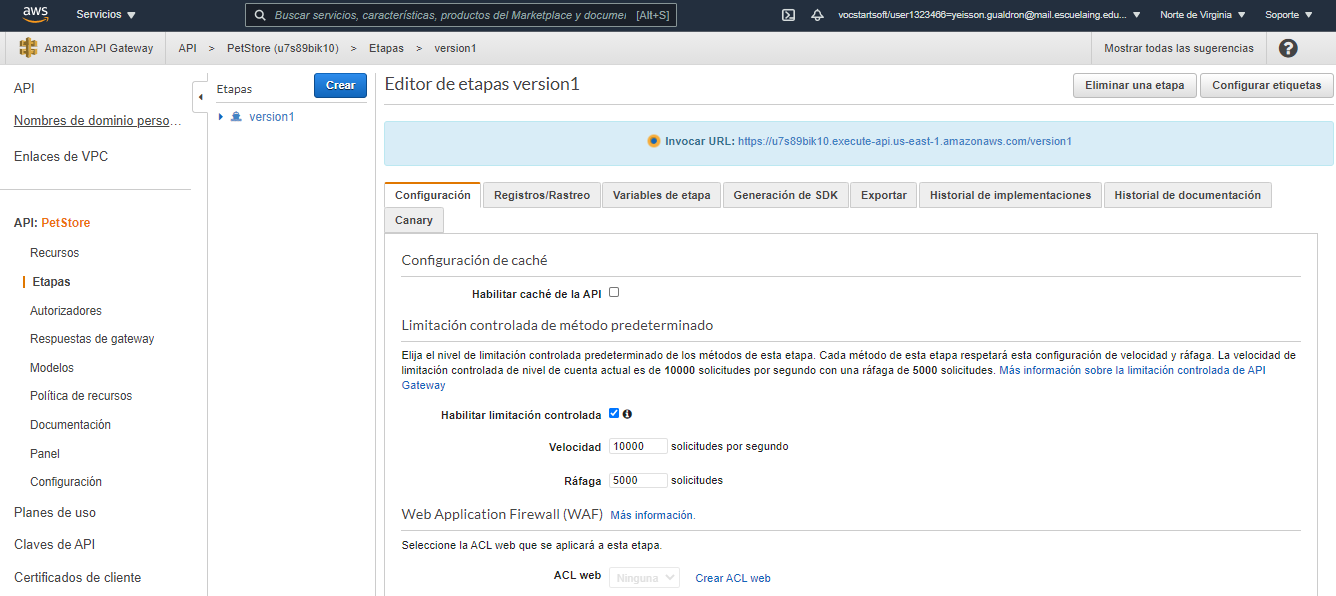 aws
Servicios
Buscar servicios, características, productos del Marketplace y documen [Alt+S]
vocstartsoft/user1323466=yeisson.gualdron@mail.escuelaing.edu...
Norte de Virginia
Soporte
Amazon API Gateway
API > PetStore (u7s89bik10) > Etapas > version1
Mostrar todas las sugerencias
?
API
Nombres de dominio perso...
Enlaces de VPC
API: PetStore
Recursos
Etapas
Autorizadores
Respuestas de gateway
Modelos
Política de recursos
Documentación
Panel
Configuración
Planes de uso
Claves de API
Certificados de cliente
Etapas
Crear
version1
Editor de etapas version1
Eliminar una etapa
Configurar etiquetas
Invocar URL: https://u7s89bik10.execute-api.us-east-1.amazonaws.com/version1
Configuración
Registros/Rastreo
Variables de etapa
Generación de SDK
Exportar
Historial de implementaciones
Historial de documentación
Canary
Configuración de caché
Habilitar caché de la API
Limitación controlada de método predeterminado
Elija el nivel de limitación controlada predeterminado de los métodos de esta etapa. Cada método de esta etapa respetará esta configuración de velocidad y ráfaga. La velocidad de
limitación controlada de nivel de cuenta actual es de 10000 solicitudes por segundo con una ráfaga de 5000 solicitudes. Más información sobre la limitación controlada de API
Gateway
Habilitar limitación controlada
Velocidad 10000 solicitudes por segundo
Ráfaga 5000 solicitudes
Web Application Firewall (WAF) Más información.
Seleccione la ACL web que se aplicará a esta etapa.
ACL web Ninguna Crear ACL web